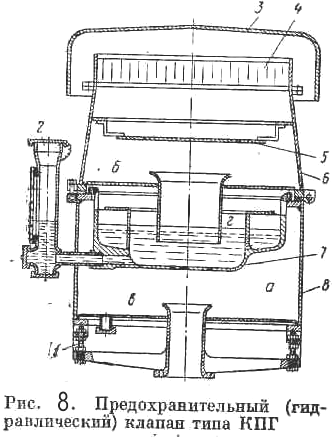 3
4
2
5
6
б
г
7
в
а
8
1
Рис. 8. Предохранительный (гид-
равлический) клапан типа КПГ